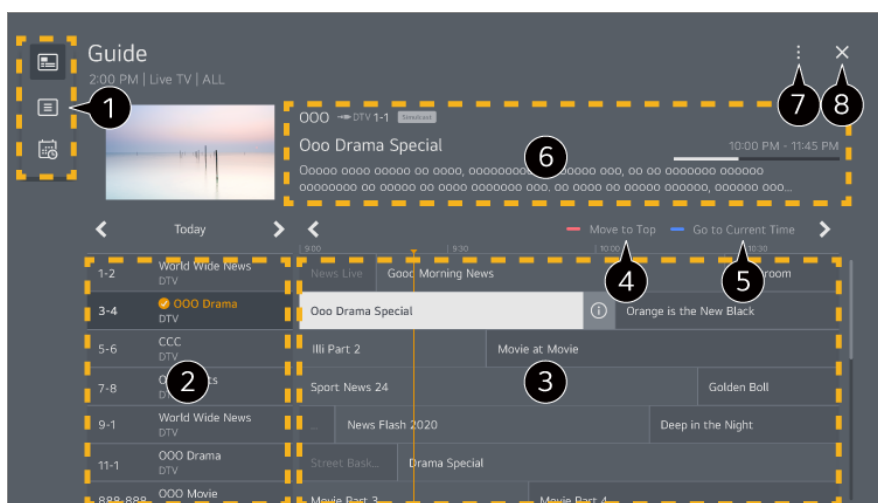 Guide
2:00 PM | Live TV | ALL
1
7
8
OOO DTV 1-1 Simulcast
Ooo Drama Special
6
10:00 PM - 11:45 PM
Ooooo oooo ooooo oo oooo, ooo, oo oo ooooooo oooooo
oooooooo oo ooooo oo oooo ooooooo ooo. oo oooo oo ooooo oooooo, oooooo ooo...
Today
Move to Top
Go to Current Time
9:00
9:30
10:00
10:30
4
5
1-2
World Wide News
DTV
News Live
Good Morning News
room
3-4
OOO Drama
DTV
Ooo Drama Special
Orange is the New Black
5-6
CCC
DTV
Illi Part 2
Movie at Movie
2
3
7-8
Sport News 24
Golden Boll
9-1
World Wide News
DTV
...
News Flash 2020
Deep in the Night
11-1
OOO Drama
DTV
Street Bask...
Drama Special
888-888
OOO Movie
Movie Part 3
Movie Part 4